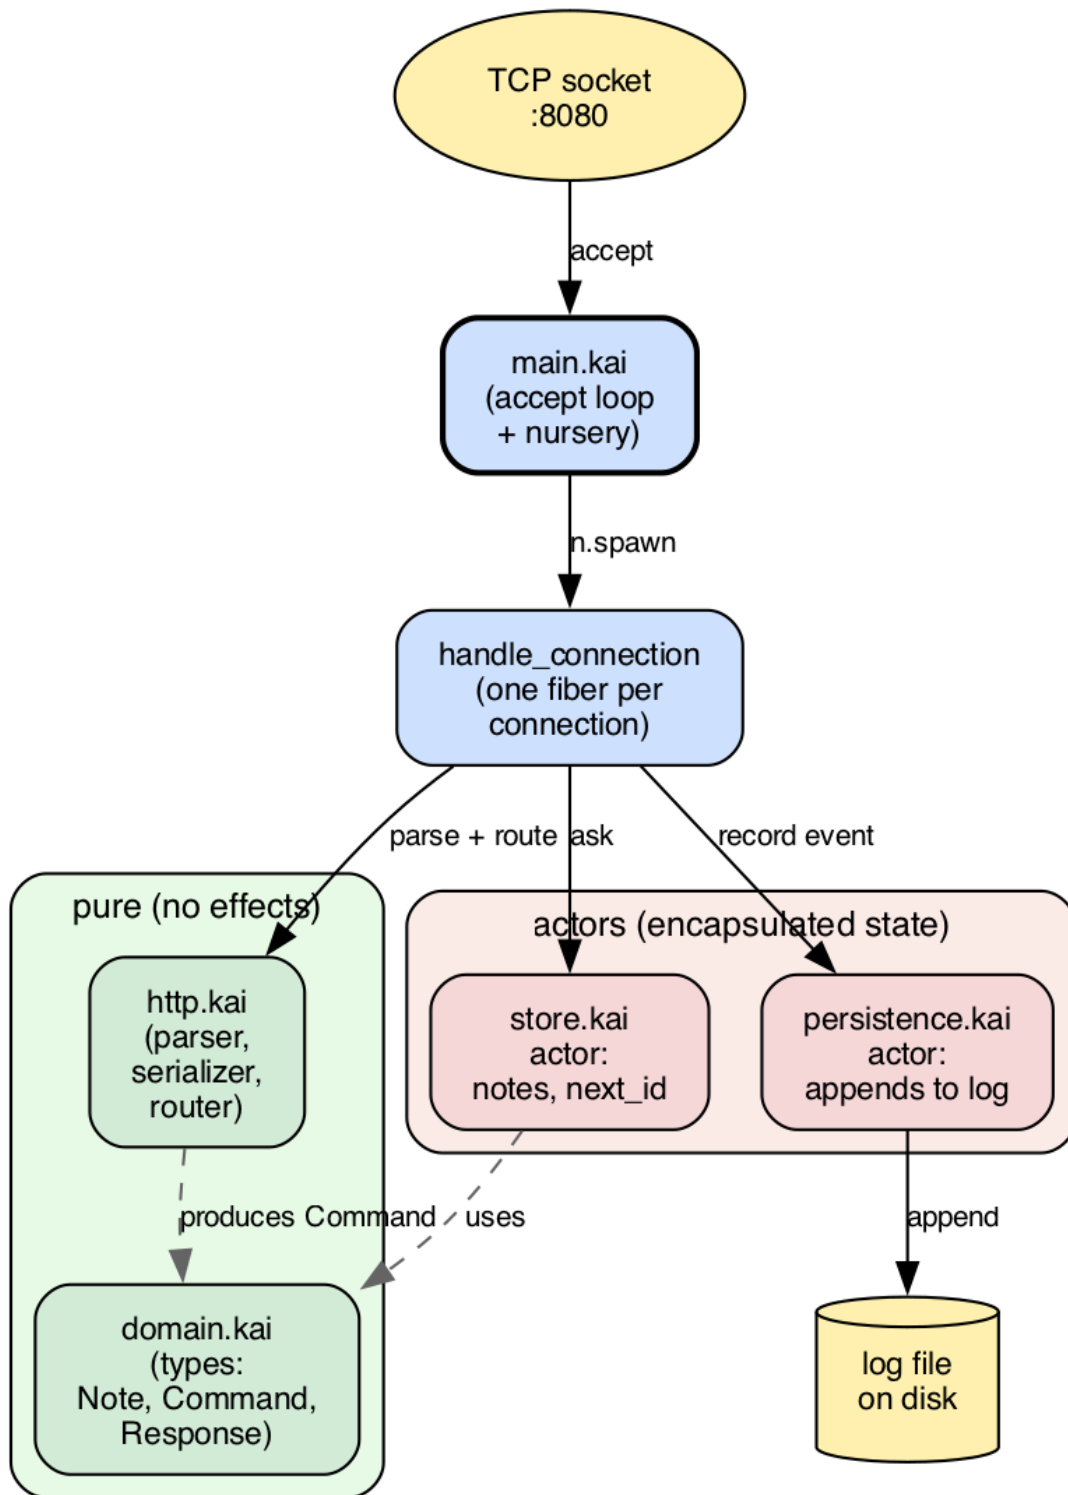 TCP socket
:8080
accept
main.kai
(accept loop
+ nursery)
n.spawn
handle_connection
(one fiber per
connection)
parse + route
ask
record event
pure (no effects)
actors (encapsulated state)
http.kai
(parser,
serializer,
router)
store.kai
actor:
notes, next_id
persistence.kai
actor:
appends to log
produces Command
uses
append
domain.kai
(types:
Note, Command,
Response)
log file
on disk